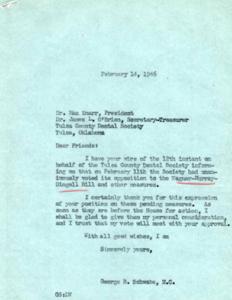 February 14, 1946
Dr. Max Knarr, President
Dr. James L. O'Brien, Secretary-Treasurer
Tulsa County Dental Society
Tulsa, Oklahoma
Dear Friends:
I have your wire of the 12th instant on
behalf of the Tulsa County Dental Society inform-
ing me that on February 11th the Society had unan-
imously voted its opposition to the Wagner-Murray-
Dingell Bill and other measures.
I certainly thank you for this expression
of your position on these pending measures. As
soon as they are before the House for action, I
shall be glad to give them my personal consideration,
and I trust that my vote will meet with your approval.
With all good wishes, I am
Sincerely yours,
George B. Schwabe, M.C.
GS: